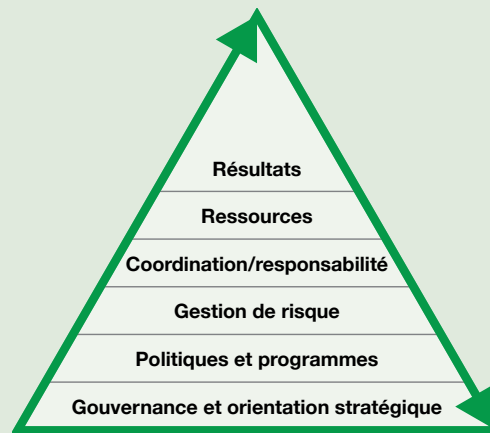 Résultats
Ressources
Coordination/responsabilité
Gestion de risque
Politiques et programmes
Gouvernance et orientation stratégique